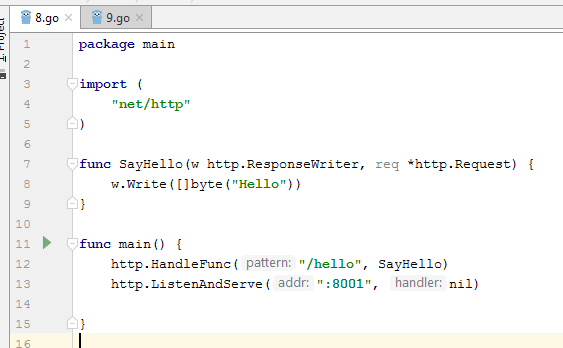 8.go
9.go
1: Project
1 package main
2
3 import (
4 "net/http"
5 )
6
7 func SayHello(w http.ResponseWriter, req *http.Request) {
8 w.Write([]byte("Hello"))
9 }
10
11 func main() {
12 http.HandleFunc( pattern: "/hello", SayHello)
13 http.ListenAndServe( addr: ":8001", handler: nil)
14
15 }
16